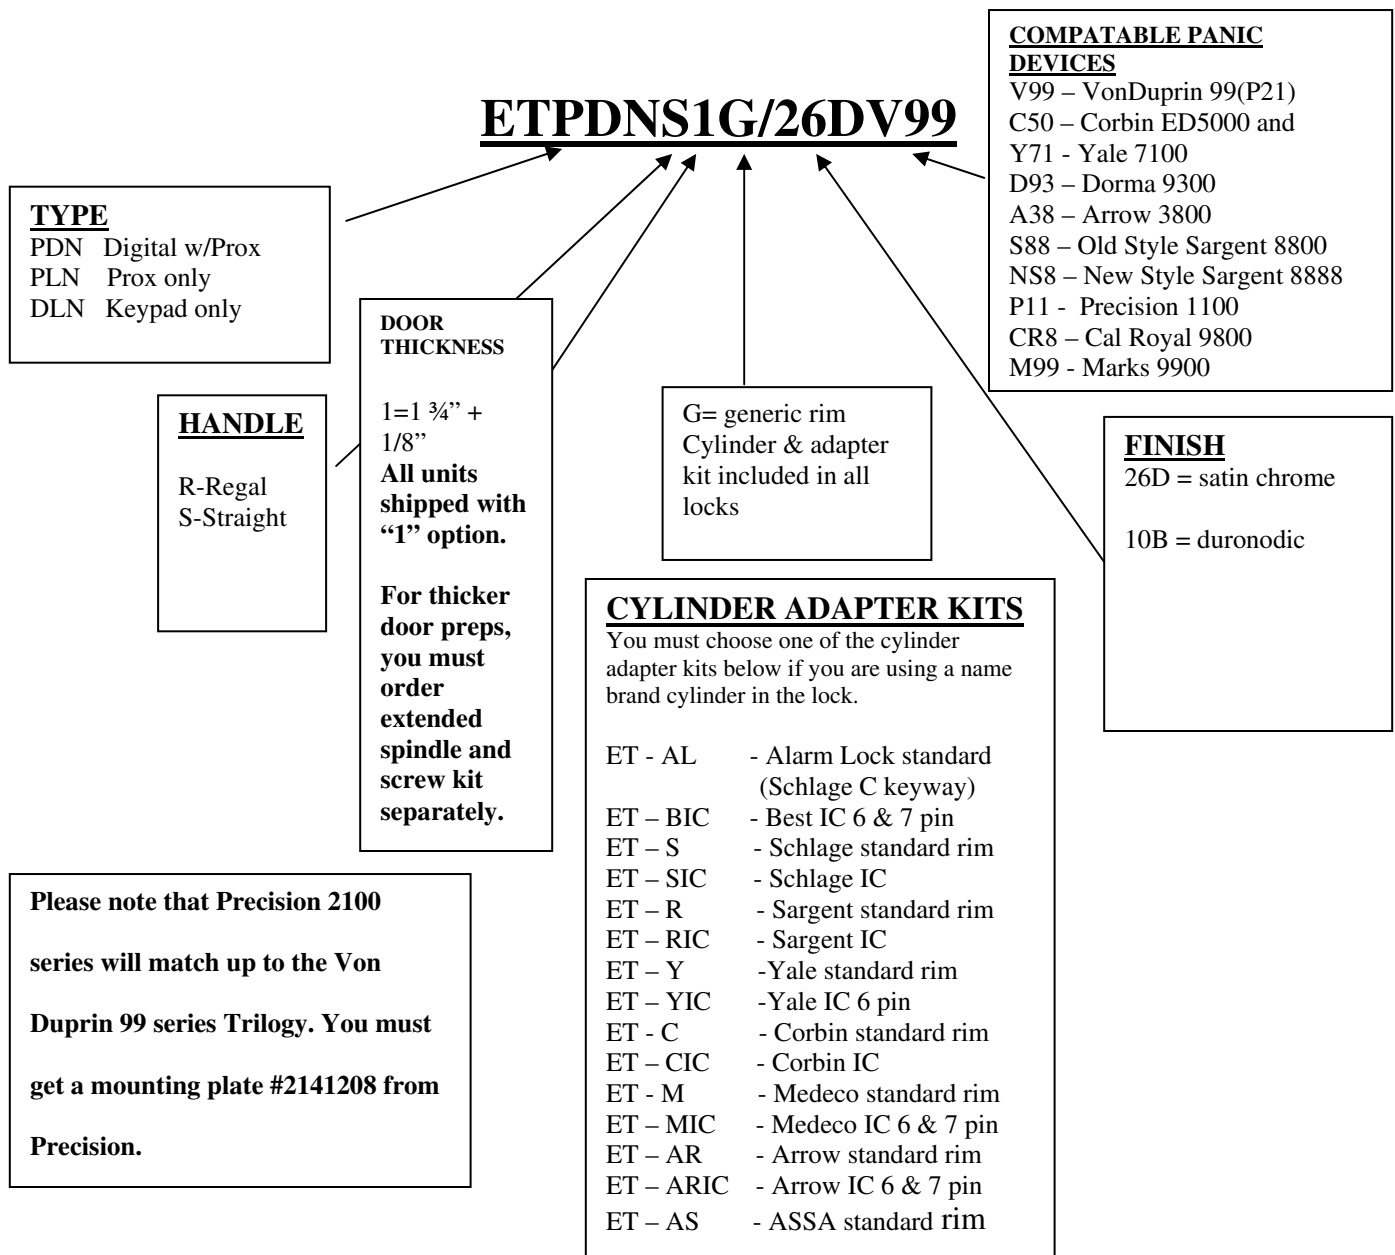 ETPDNS1G/26DV99
COMPATABLE PANIC
DEVICES
V99 – VonDuprin 99(P21)
C50 – Corbin ED5000 and
Y71 - Yale 7100
D93 – Dorma 9300
A38 – Arrow 3800
S88 – Old Style Sargent 8800
NS8 – New Style Sargent 8888
P11 - Precision 1100
CR8 – Cal Royal 9800
M99 - Marks 9900
TYPE
PDN Digital w/Prox
PLN Prox only
DLN Keypad only
HANDLE
R-Regal
S-Straight
DOOR
THICKNESS
1=1 ¾” +
1/8”
All units
shipped with
“1” option.
For thicker
door preps,
you must
order
extended
spindle and
screw kit
separately.
G= generic rim
Cylinder & adapter
kit included in all
locks
FINISH
26D = satin chrome
10B = duronodic
CYLINDER ADAPTER KITS
You must choose one of the cylinder
adapter kits below if you are using a name
brand cylinder in the lock.
ET - AL - Alarm Lock standard
(Schlage C keyway)
ET – BIC - Best IC 6 & 7 pin
ET – S - Schlage standard rim
ET – SIC - Schlage IC
ET – R - Sargent standard rim
ET – RIC - Sargent IC
ET – Y -Yale standard rim
ET – YIC -Yale IC 6 pin
ET - C - Corbin standard rim
ET – CIC - Corbin IC
ET - M - Medeco standard rim
ET – MIC - Medeco IC 6 & 7 pin
ET – AR - Arrow standard rim
ET – ARIC - Arrow IC 6 & 7 pin
ET – AS - ASSA standard rim
Please note that Precision 2100
series will match up to the Von
Duprin 99 series Trilogy. You must
get a mounting plate #2141208 from
Precision.